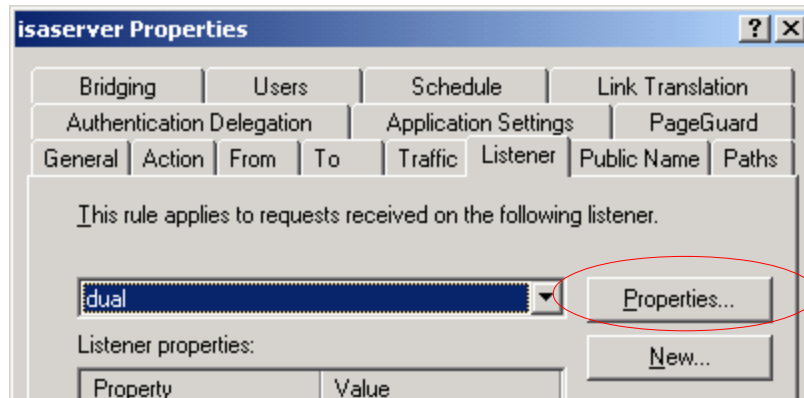 isaserver Properties
Bridging Users Schedule Link Translation
Authentication Delegation Application Settings PageGuard
General Action From To Traffic Listener Public Name Paths
This rule applies to requests received on the following listener.
dual Properties...
Listener properties: New...
Property Value